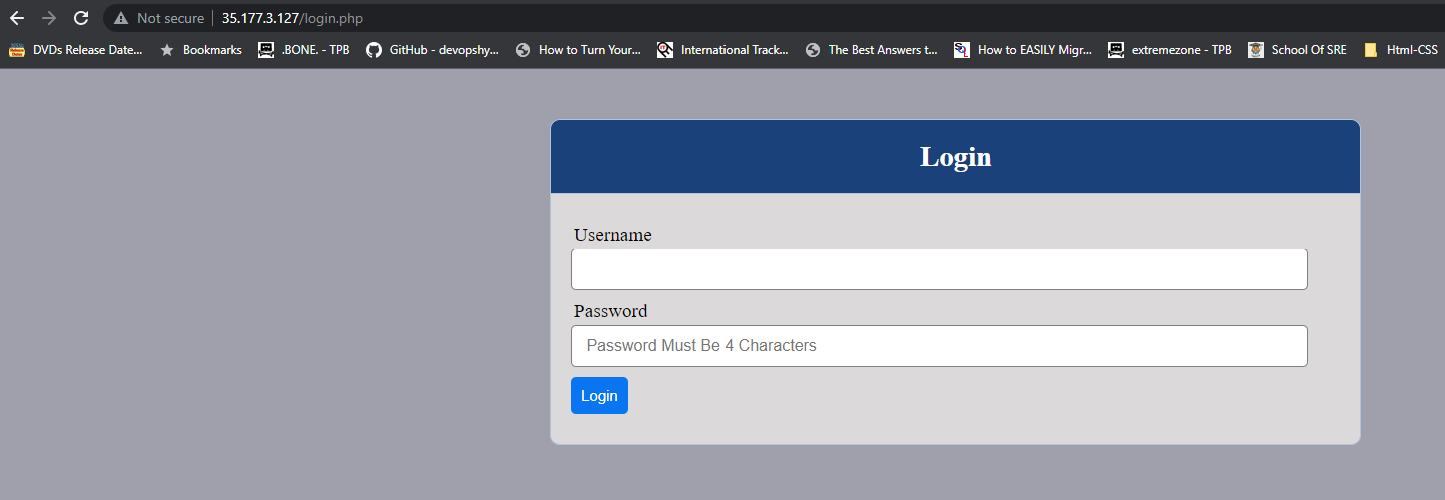 Not secure | 35.177.3.127/login.php
DVDs Release Date... Bookmarks .BONE. - TPB GitHub - devopshy... How to Turn Your... International Track... The Best Answers t... How to EASILY Migr... extremezone - TPB School Of SRE Html-CSS
Login
Username
Password
Password Must Be 4 Characters
Login